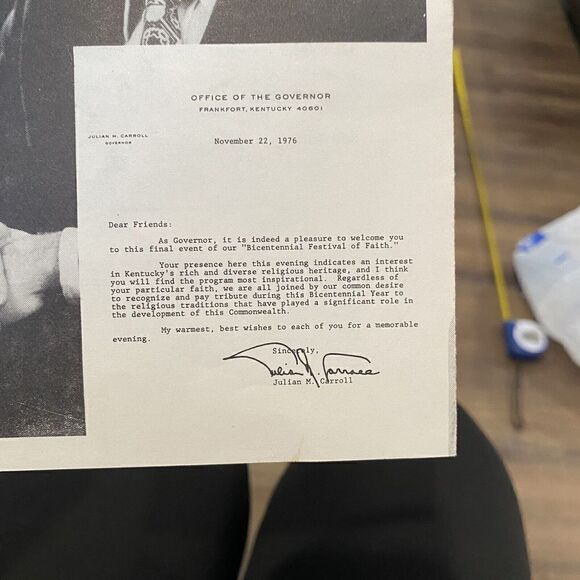 OFFICE OF THE GOVERNOR
FRANKFORT, KENTUCKY 40601
JULIAN M. CARROLL
GOVERNOR
November 22, 1976
Dear Friends:
As Governor, it is indeed a pleasure to welcome you
to this final event of our "Bicentennial Festival of Faith."
Your presence here this evening indicates an interest
in Kentucky's rich and diverse religious heritage, and I think
you will find the program most inspirational. Regardless of
your particular faith, we are all joined by our common desire
to recognize and pay tribute during this Bicentennial Year to
the religious traditions that have played a significant role in
the development of this Commonwealth.
My warmest, best wishes to each of you for a memorable
evening.
Sincerely,
Julian M. Carroll
Julian M. Carroll